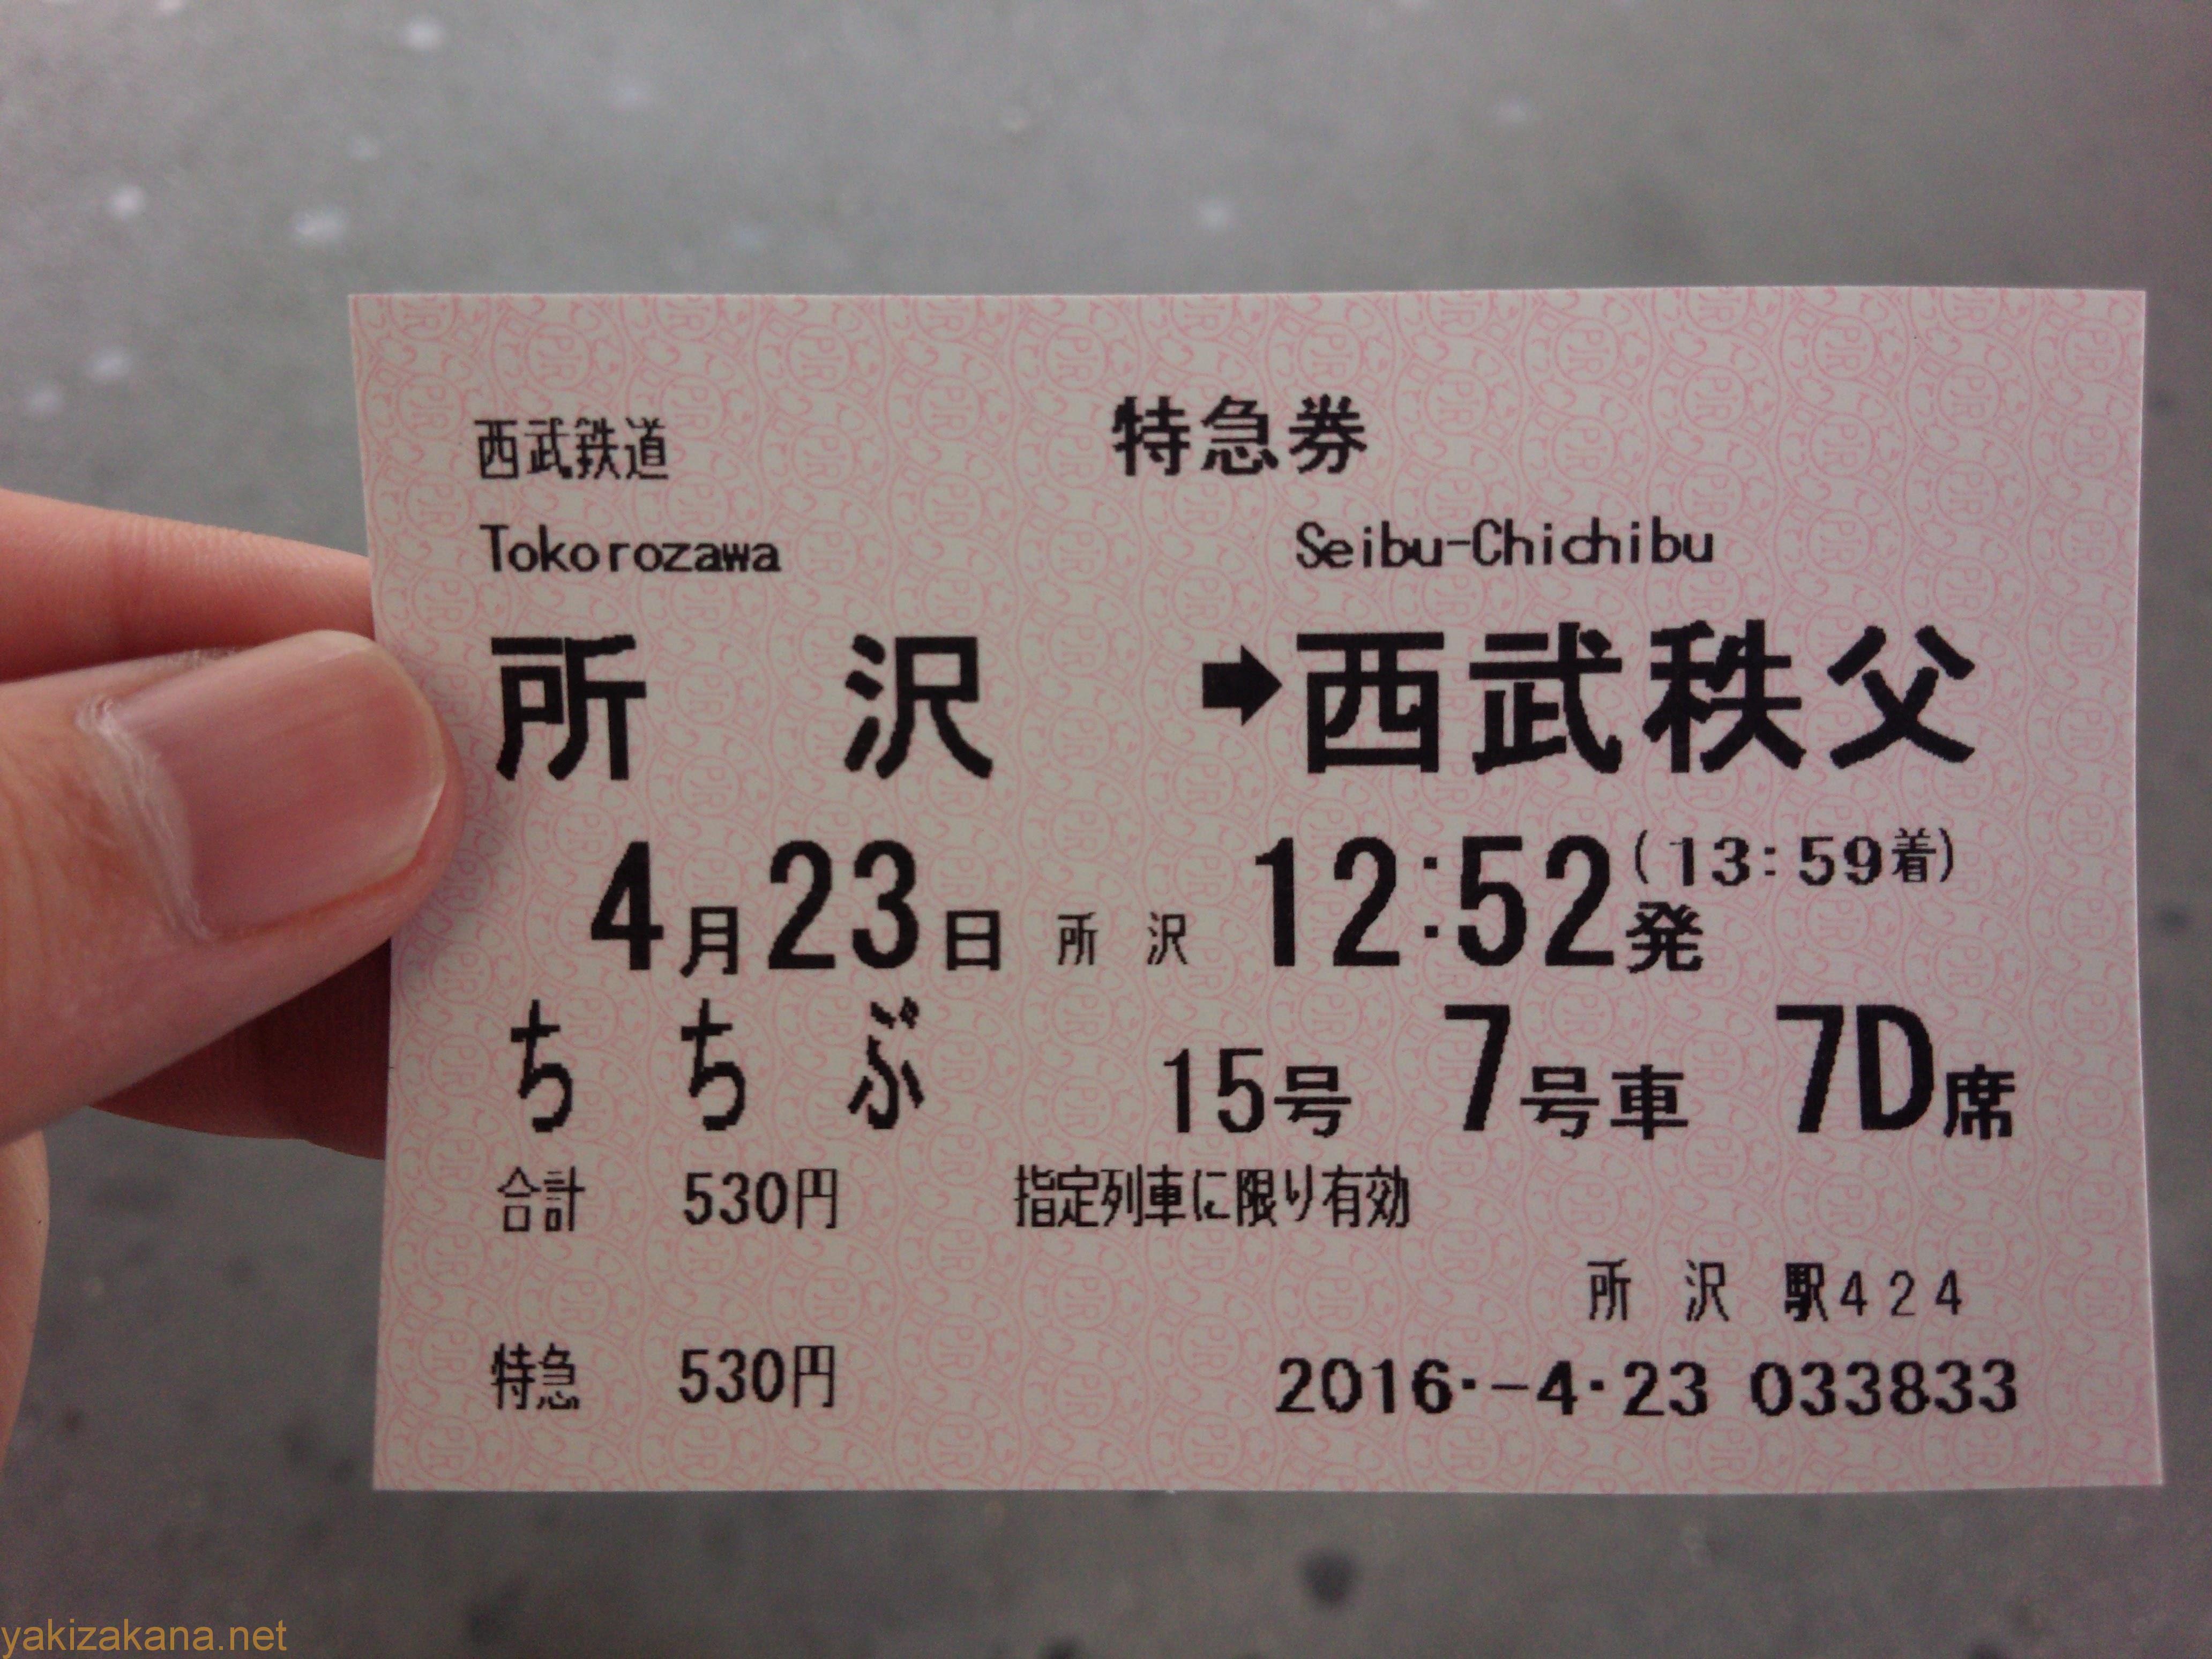 西武鉄道 特急券
Tokorozawa Seibu-Chichibu
所 沢 ➡ 西武秩父
4月23日 所 沢 12:52発 (13:59着)
ちちぶ 15号 7号車 7D席
合計 530円 指定列車に限り有効
所 沢 駅424
特急 530円 2016.-4.23 033833
yakizakana.net